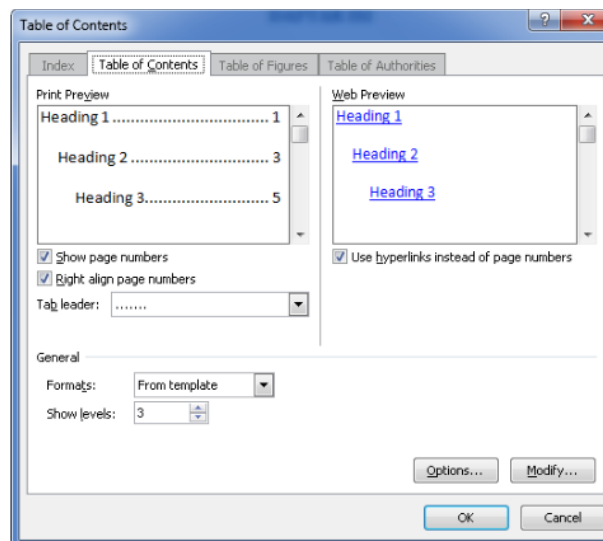 Table of Contents
Index Table of Contents Table of Figures Table of Authorities
Print Preview
Heading 1 .................................. 1
Heading 2 ............................. 3
Heading 3.......................... 5
Show page numbers
Right align page numbers
Tab leader: .......
Web Preview
Heading 1
Heading 2
Heading 3
Use hyperlinks instead of page numbers
General
Formats: From template
Show levels: 3
Options... Modify...
OK Cancel